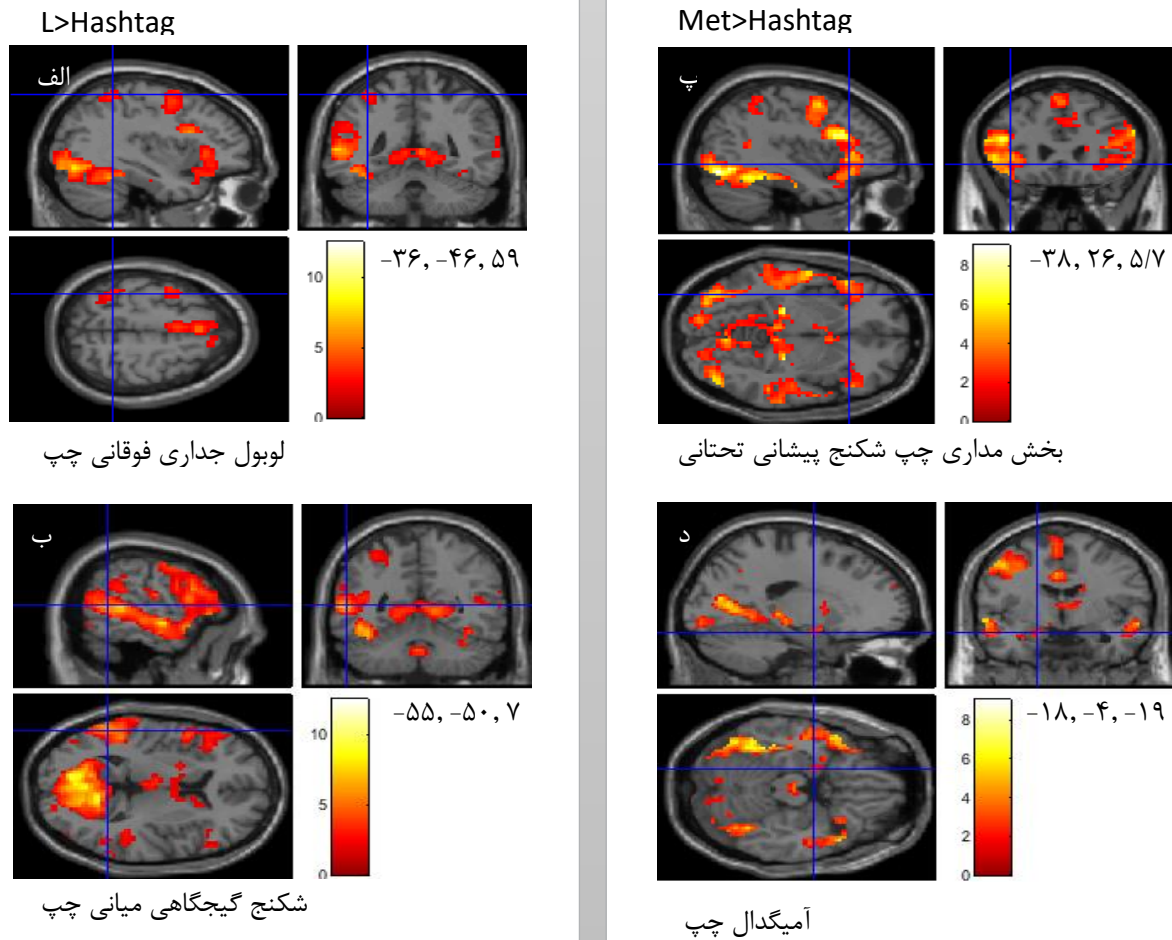 L>Hashtag
الف
10
5
0
-۳۶, -۴۶, ۵۹
لوبول جداری فوقانی چپ
ب
10
5
0
-۵۵, -۵۰, ۷
شکنج گیجگاهی میانی چپ
Met>Hashtag
پ
8
6
4
2
0
-۳۸, ۲۶, ۵/۷
بخش مداری چپ شکنج پیشانی تحتانی
د
8
6
4
2
0
-۱۸, -۴, -۱۹
آمیگدال چپ